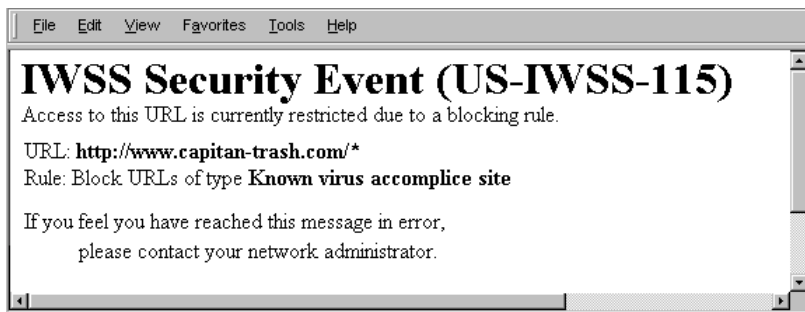 File Edit View Favorites Tools Help
IWSS Security Event (US-IWSS-115)
Access to this URL is currently restricted due to a blocking rule.
URL: http://www.capitan-trash.com/*
Rule: Block URLs of type Known virus accomplice site
If you feel you have reached this message in error,
please contact your network administrator.